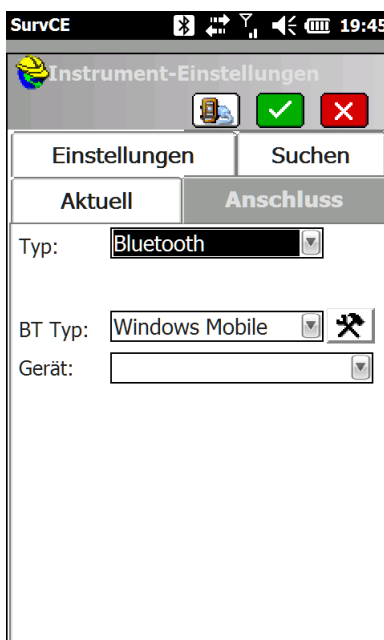 SurvCE 19:45
Instrument-Einstellungen
Einstellungen Suchen
Aktuell Anschluss
Typ: Bluetooth
BT Typ: Windows Mobile
Gerät: